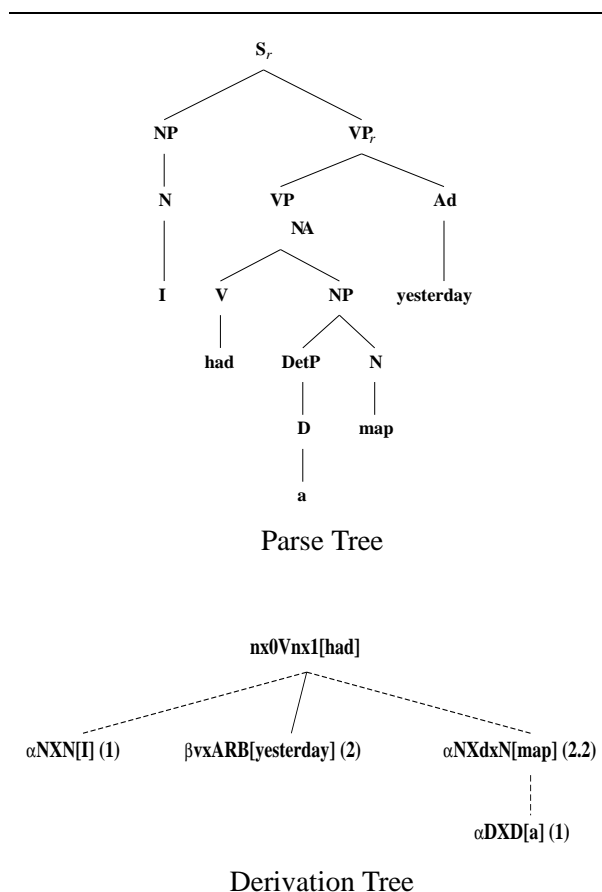 S_r
NP VP_r
N VP Ad
NA
I V NP yesterday
had DetP N
D map
a
Parse Tree
nx0Vnx1[had]
αNXN[I] (1) βvxARB[yesterday] (2) αNXdxN[map] (2.2)
αDXD[a] (1)
Derivation Tree